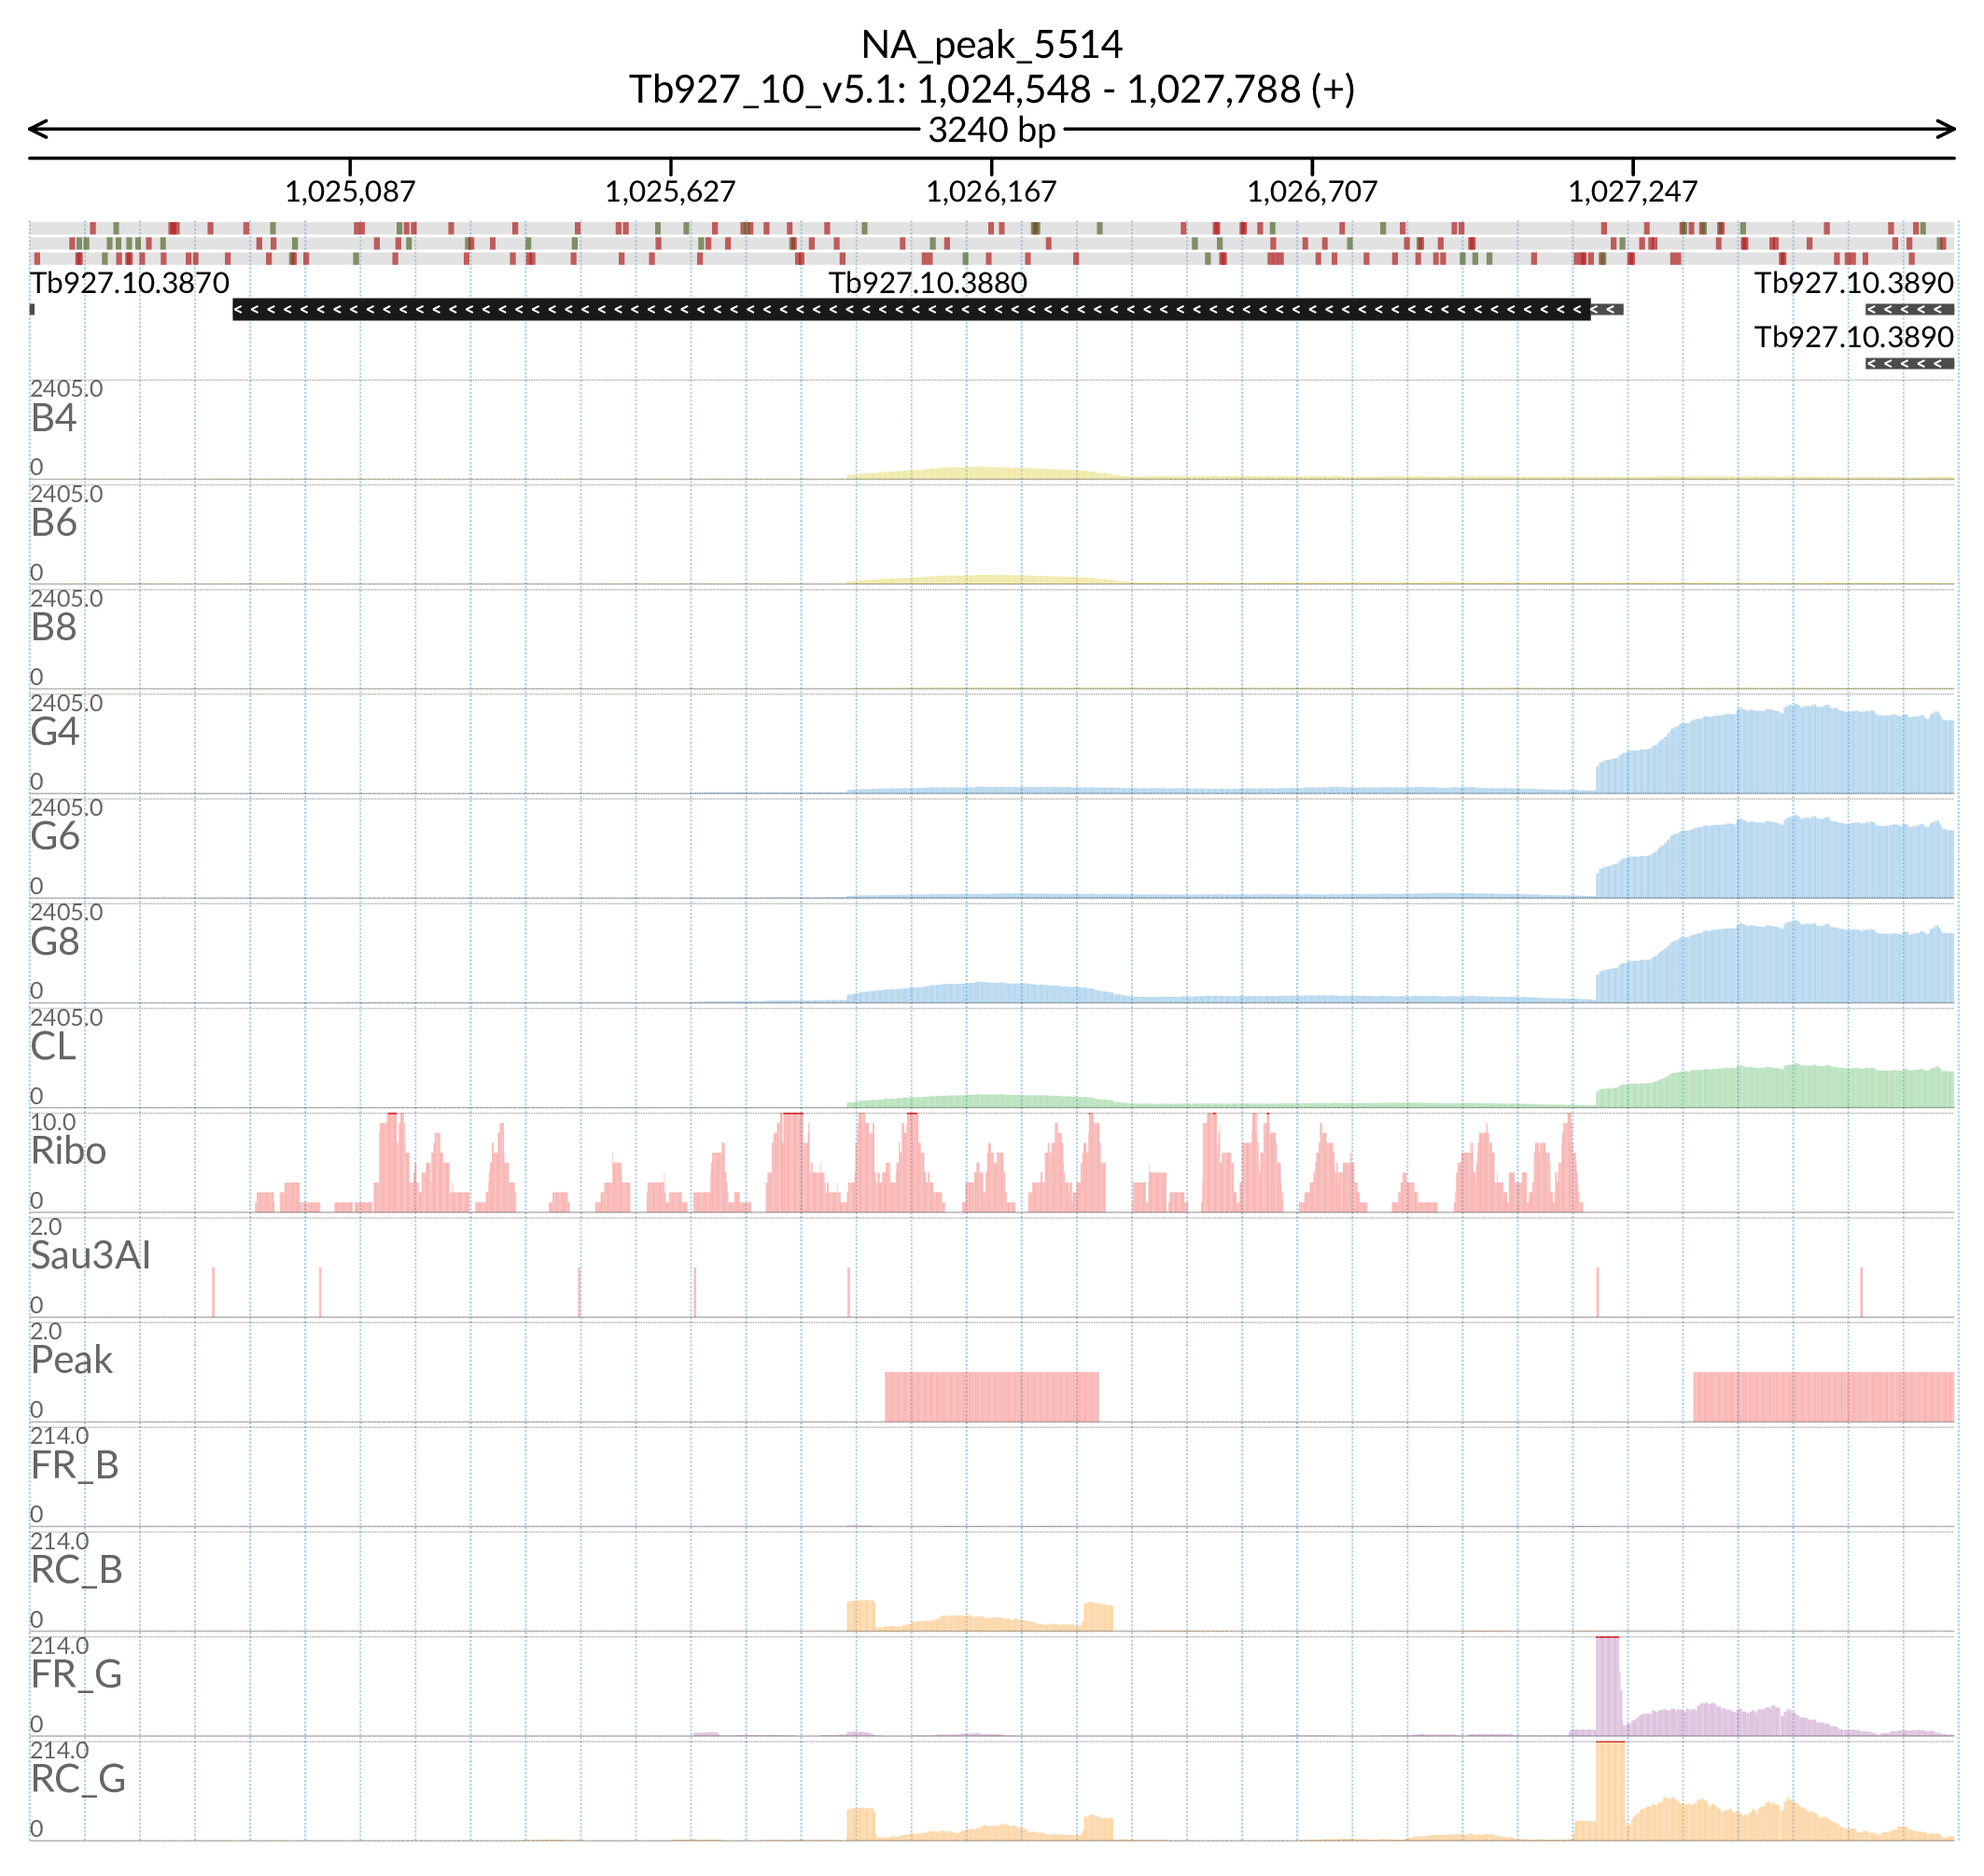 NA_peak_5514
Tb927_10_v5.1: 1,024,548 - 1,027,788 (+)
3240 bp
1,025,087 1,025,627 1,026,167 1,026,707 1,027,247
Tb927.10.3870 Tb927.10.3880 Tb927.10.3890
Tb927.10.3890
2405.0
B4
0
2405.0
B6
0
2405.0
B8
0
2405.0
G4
0
2405.0
G6
0
2405.0
G8
0
2405.0
CL
0
10.0
Ribo
0
2.0
Sau3AI
0
2.0
Peak
0
214.0
FR_B
0
214.0
RC_B
0
214.0
FR_G
0
214.0
RC_G
0